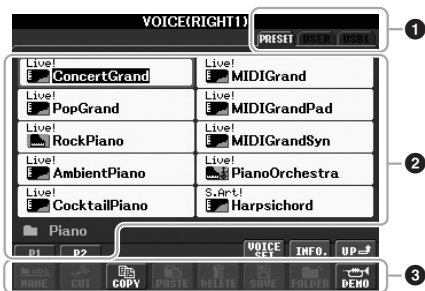 VOICE(RIGHT1)
PRESET USER USB1
1
Live!
ConcertGrand
Live!
MIDIGrand
Live!
PopGrand
Live!
MIDIGrandPad
Live!
RockPiano
Live!
MIDIGrandSyn
Live!
AmbientPiano
Live!
PianoOrchestra
Live!
CocktailPiano
S.Art!
Harpsichord
2
Piano
P1 P2 VOICE SET INFO. UP
abc
NAME CUT COPY PASTE DELETE SAVE FOLDER DEMO
3